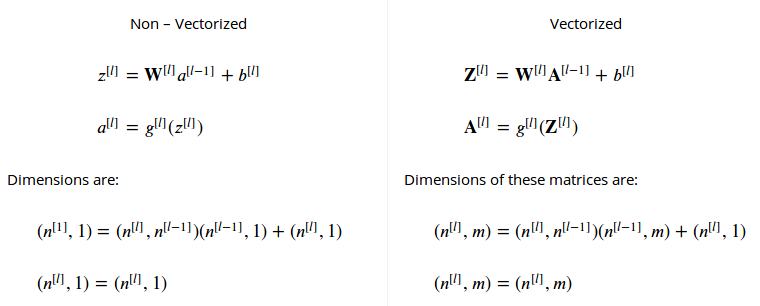 Non – Vectorized
z^[l] = W^[l] a^[l−1] + b^[l]
a^[l] = g^[l](z^[l])
Dimensions are:
(n^[1], 1) = (n^[l], n^[l−1])(n^[l−1], 1) + (n^[l], 1)
(n^[l], 1) = (n^[l], 1)
Vectorized
Z^[l] = W^[l] A^[l−1] + b^[l]
A^[l] = g^[l](Z^[l])
Dimensions of these matrices are:
(n^[l], m) = (n^[l], n^[l−1])(n^[l−1], m) + (n^[l], 1)
(n^[l], m) = (n^[l], m)